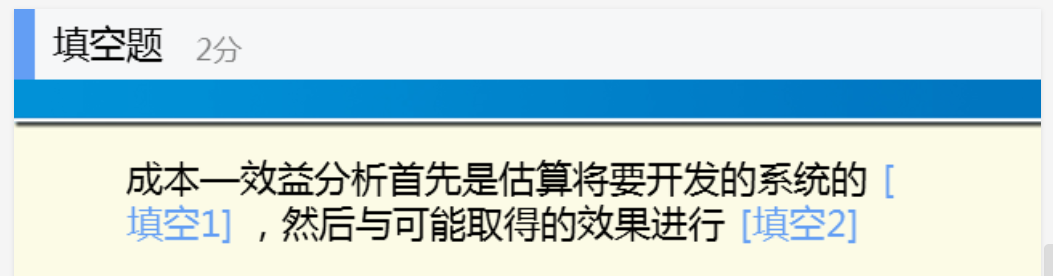 填空题 2分
成本—效益分析首先是估算将要开发的系统的 [
填空1] ，然后与可能取得的效果进行 [填空2]